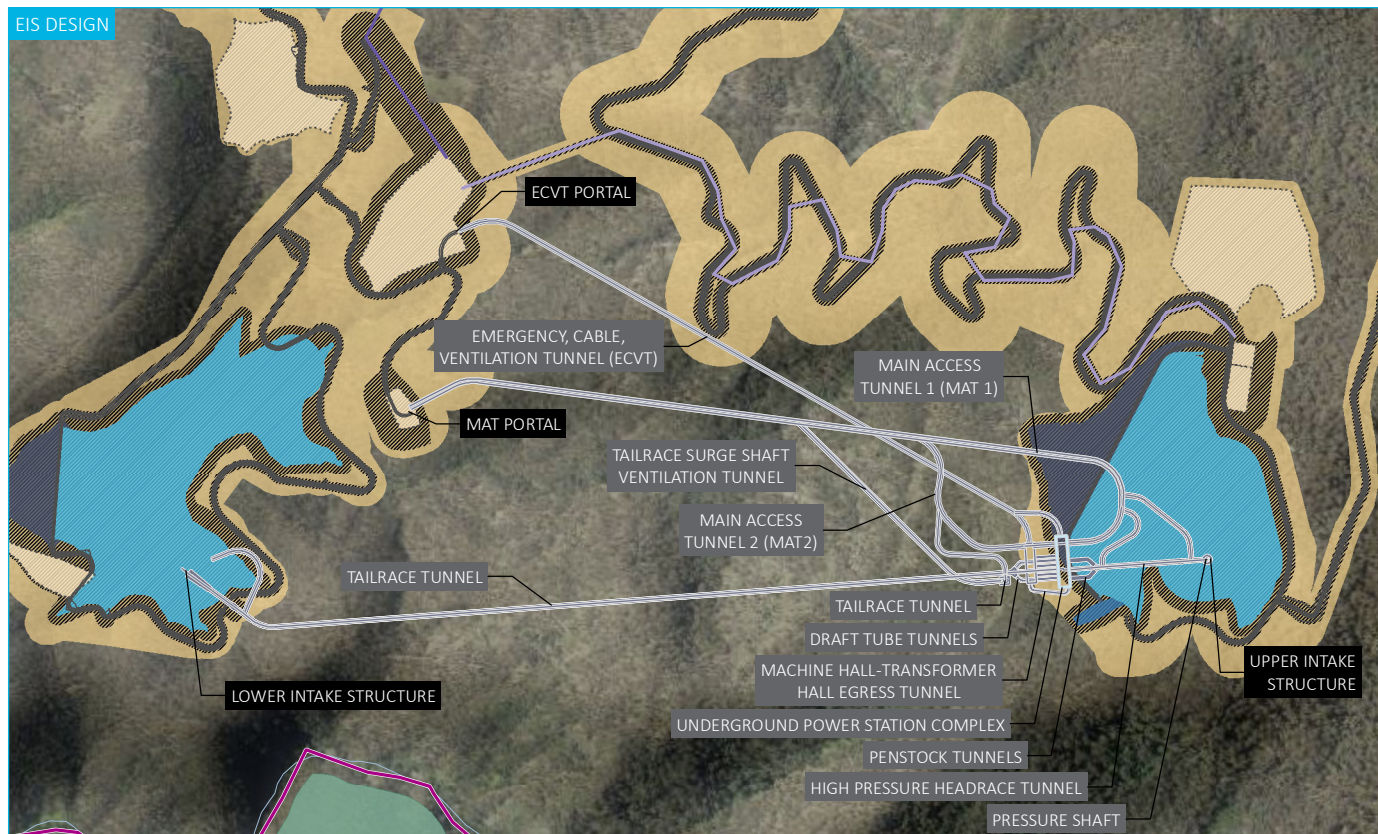 EIS DESIGN
ECVT PORTAL
EMERGENCY, CABLE,
VENTILATION TUNNEL (ECVT)
MAIN ACCESS
TUNNEL 1 (MAT 1)
MAT PORTAL
TAILRACE SURGE SHAFT
VENTILATION TUNNEL
MAIN ACCESS
TUNNEL 2 (MAT2)
TAILRACE TUNNEL
TAILRACE TUNNEL
DRAFT TUBE TUNNELS
MACHINE HALL-TRANSFORMER
HALL EGRESS TUNNEL
UPPER INTAKE
STRUCTURE
LOWER INTAKE STRUCTURE
UNDERGROUND POWER STATION COMPLEX
PENSTOCK TUNNELS
HIGH PRESSURE HEADRACE TUNNEL
PRESSURE SHAFT